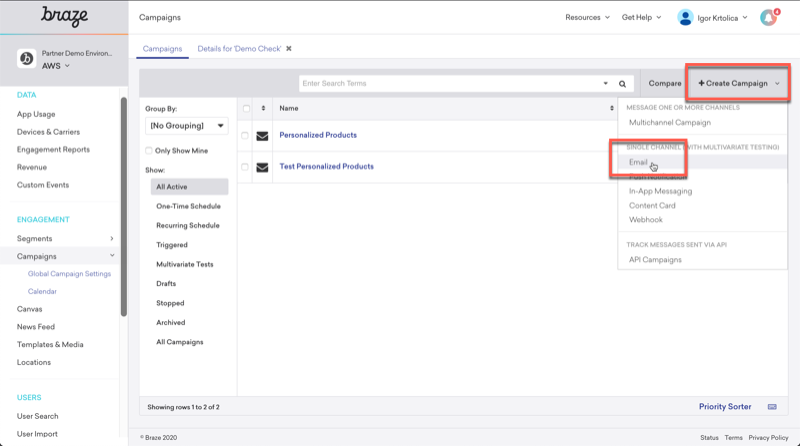 braze
Campaigns
Resources
Get Help
Igor Krtolica
4
Partner Demo Environ...
AWS
Campaigns
Details for 'Demo Check'
Enter Search Terms
Compare
+ Create Campaign
DATA
App Usage
Devices & Carriers
Engagement Reports
Revenue
Custom Events
ENGAGEMENT
Segments
Campaigns
Global Campaign Settings
Calendar
Canvas
News Feed
Templates & Media
Locations
USERS
User Search
User Import
Group By:
[No Grouping]
Only Show Mine
Show:
All Active
One-Time Schedule
Recurring Schedule
Triggered
Multivariate Tests
Drafts
Stopped
Archived
All Campaigns
Name
Personalized Products
Test Personalized Products
MESSAGE ONE OR MORE CHANNELS
Multichannel Campaign
SINGLE CHANNEL (WITH MULTIVARIATE TESTING)
Email
Push Notification
In-App Messaging
Content Card
Webhook
TRACK MESSAGES SENT VIA API
API Campaigns
Showing rows 1 to 2 of 2
Priority Sorter
© Braze 2020
Status
Terms
Privacy Policy